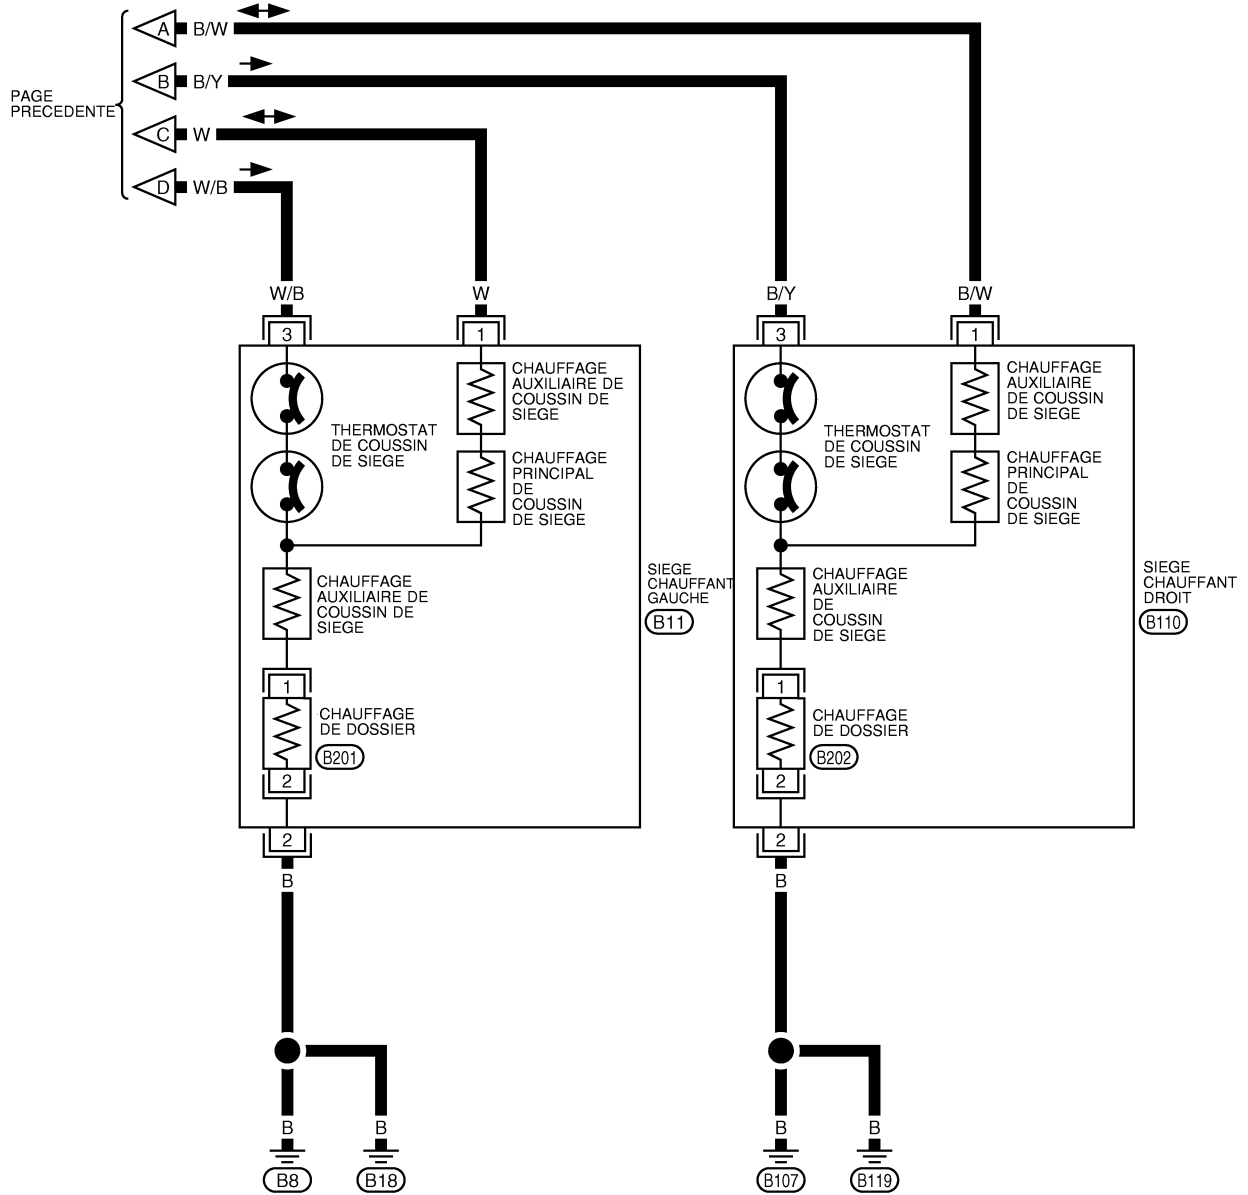 A B/W
B B/Y
C W
D W/B
PAGE
PRECEDENTE
W/B W B/Y B/W
3 1 3 1
CHAUFFAGE
AUXILIAIRE DE
COUSSIN DE
SIEGE
THERMOSTAT
DE COUSSIN
DE SIEGE
CHAUFFAGE
PRINCIPAL
DE
COUSSIN
DE SIEGE
CHAUFFAGE
AUXILIAIRE DE
COUSSIN DE
SIEGE
1
CHAUFFAGE
DE DOSSIER
B201
2
2
SIEGE
CHAUFFANT
GAUCHE
B11
CHAUFFAGE
AUXILIAIRE
DE COUSSIN
DE SIEGE
THERMOSTAT
DE COUSSIN
DE SIEGE
CHAUFFAGE
PRINCIPAL
DE
COUSSIN
DE SIEGE
CHAUFFAGE
AUXILIAIRE
DE
COUSSIN
DE SIEGE
1
CHAUFFAGE
DE DOSSIER
B202
2
2
SIEGE
CHAUFFANT
DROIT
B110
B B
B B B B
B8 B18 B107 B119